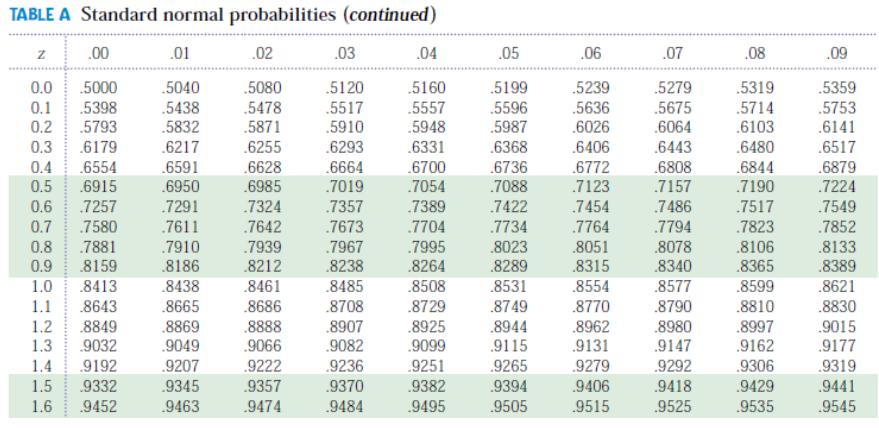 TABLE A Standard normal probabilities (continued)
z .00 .01 .02 .03 .04 .05 .06 .07 .08 .09
0.0 .5000 .5040 .5080 .5120 .5160 .5199 .5239 .5279 .5319 .5359
0.1 .5398 .5438 .5478 .5517 .5557 .5596 .5636 .5675 .5714 .5753
0.2 .5793 .5832 .5871 .5910 .5948 .5987 .6026 .6064 .6103 .6141
0.3 .6179 .6217 .6255 .6293 .6331 .6368 .6406 .6443 .6480 .6517
0.4 .6554 .6591 .6628 .6664 .6700 .6736 .6772 .6808 .6844 .6879
0.5 .6915 .6950 .6985 .7019 .7054 .7088 .7123 .7157 .7190 .7224
0.6 .7257 .7291 .7324 .7357 .7389 .7422 .7454 .7486 .7517 .7549
0.7 .7580 .7611 .7642 .7673 .7704 .7734 .7764 .7794 .7823 .7852
0.8 .7881 .7910 .7939 .7967 .7995 .8023 .8051 .8078 .8106 .8133
0.9 .8159 .8186 .8212 .8238 .8264 .8289 .8315 .8340 .8365 .8389
1.0 .8413 .8438 .8461 .8485 .8508 .8531 .8554 .8577 .8599 .8621
1.1 .8643 .8665 .8686 .8708 .8729 .8749 .8770 .8790 .8810 .8830
1.2 .8849 .8869 .8888 .8907 .8925 .8944 .8962 .8980 .8997 .9015
1.3 .9032 .9049 .9066 .9082 .9099 .9115 .9131 .9147 .9162 .9177
1.4 .9192 .9207 .9222 .9236 .9251 .9265 .9279 .9292 .9306 .9319
1.5 .9332 .9345 .9357 .9370 .9382 .9394 .9406 .9418 .9429 .9441
1.6 .9452 .9463 .9474 .9484 .9495 .9505 .9515 .9525 .9535 .9545